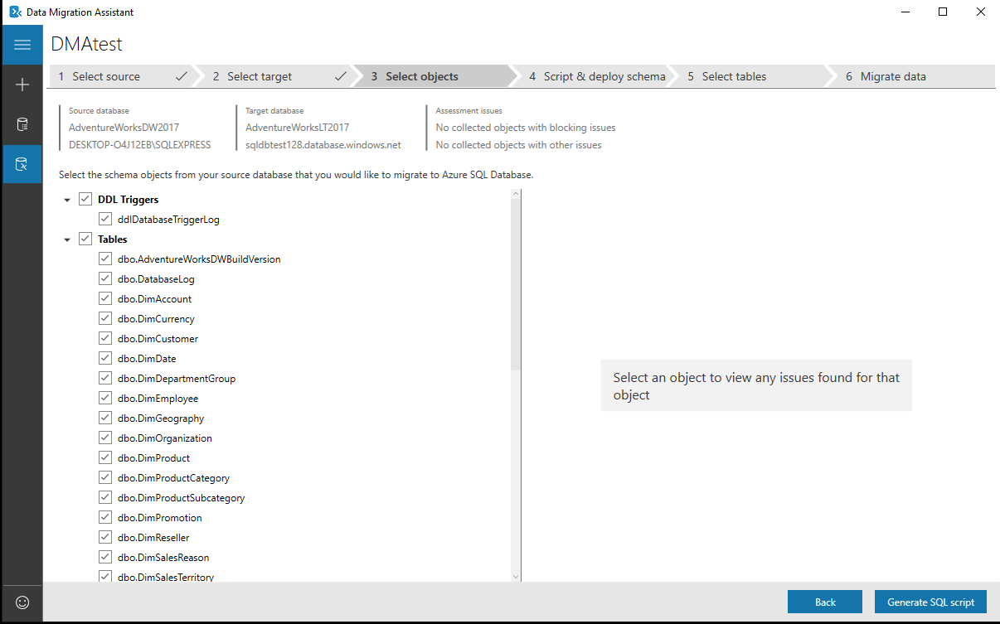 Data Migration Assistant
DMAtest
1 Select source
2 Select target
3 Select objects
4 Script & deploy schema
5 Select tables
6 Migrate data
Source database
AdventureWorksDW2017
DESKTOP-O4J12EB\SQLEXPRESS
Target database
AdventureWorksLT2017
sqldbtest128.database.windows.net
Assessment issues
No collected objects with blocking issues
No collected objects with other issues
Select the schema objects from your source database that you would like to migrate to Azure SQL Database.
DDL Triggers
ddlDatabaseTriggerLog
Tables
dbo.AdventureWorksDWBuildVersion
dbo.DatabaseLog
dbo.DimAccount
dbo.DimCurrency
dbo.DimCustomer
dbo.DimDate
dbo.DimDepartmentGroup
dbo.DimEmployee
dbo.DimGeography
dbo.DimOrganization
dbo.DimProduct
dbo.DimProductCategory
dbo.DimProductSubcategory
dbo.DimPromotion
dbo.DimReseller
dbo.DimSalesReason
dbo.DimSalesTerritory
Select an object to view any issues found for that
object
Back
Generate SQL script